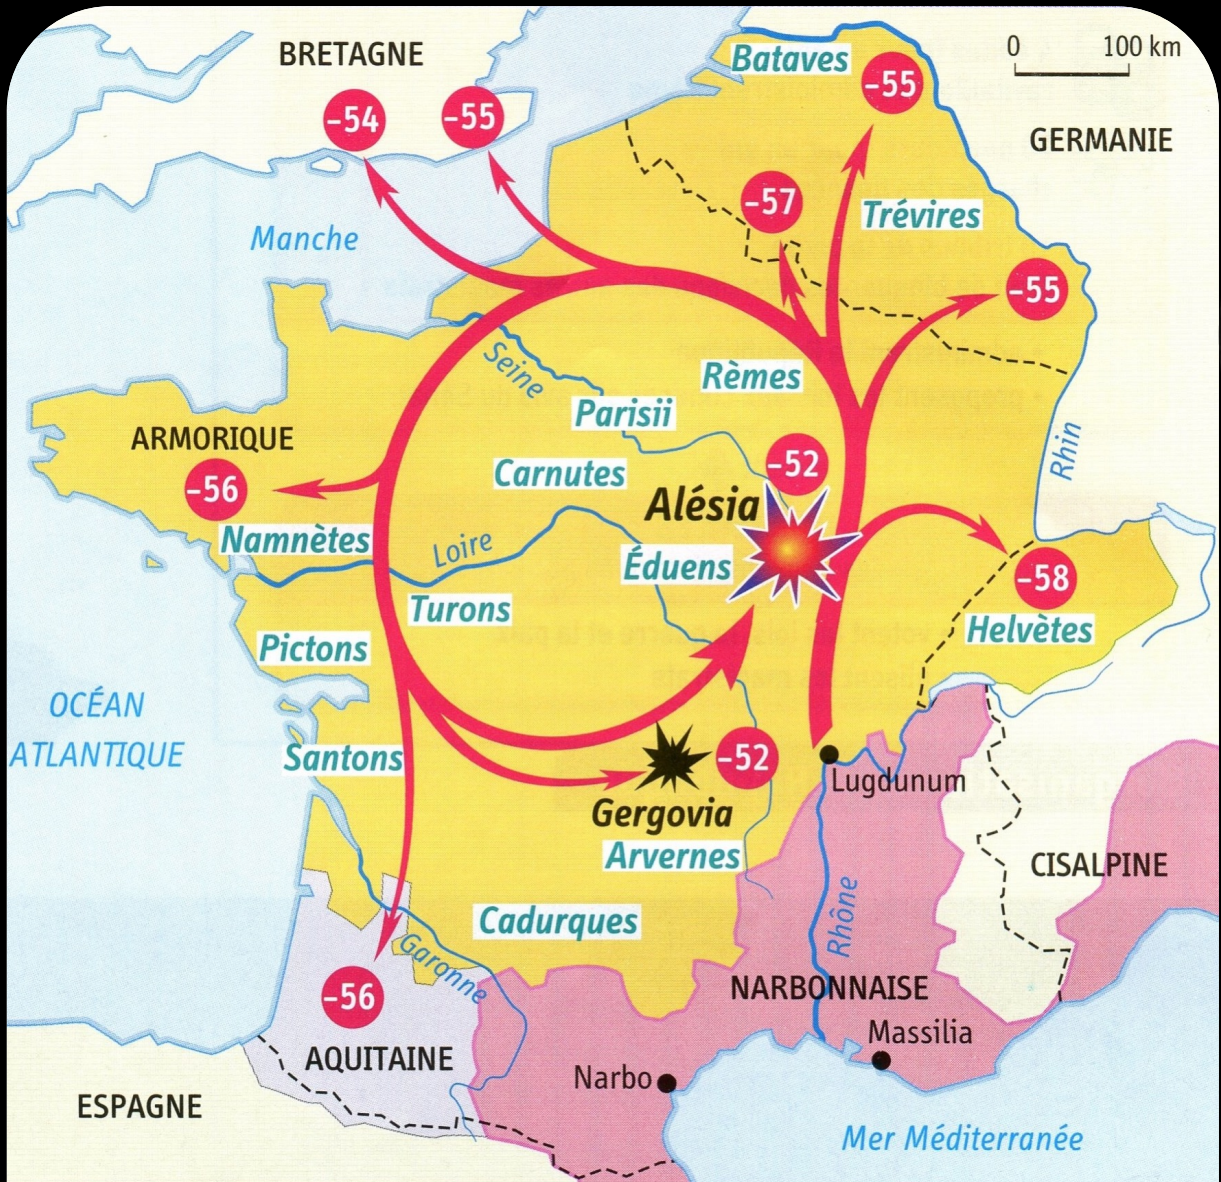 BRETAGNE
0 100 km
Bataves
-55
-54
-55
GERMANIE
-57
Trévires
Manche
-55
Seine
Rèmes
Parisii
ARMORIQUE
Rhin
-52
Carnutes
-56
Alésia
Namnètes
Loire
Éduens
-58
Turons
Helvètes
Pictons
OCÉAN
ATLANTIQUE
Santons
-52
Lugdunum
Gergovia
Arvernes
CISALPINE
Rhône
Cadurques
Garonne
-56
NARBONNAISE
Massilia
AQUITAINE
Narbo
ESPAGNE
Mer Méditerranée